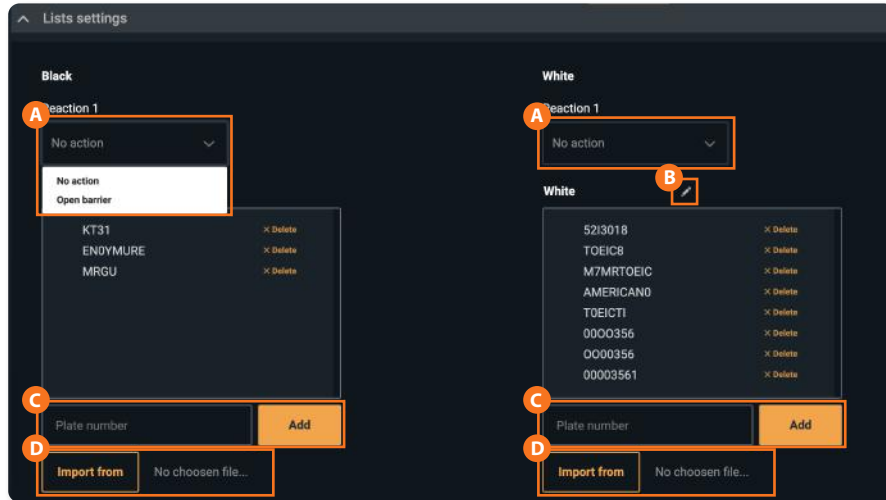 Lists settings
Black
Reaction 1
A
No action
No action
Open barrier
KT31 × Delete
EN0YMURE × Delete
MRGU × Delete
C
Plate number Add
D
Import from No choosen file...
White
Reaction 1
A
No action
B
White
52I3018 × Delete
TOEIC8 × Delete
M7MRTOEIC × Delete
AMERICAN0 × Delete
T0EICTI × Delete
00O0356 × Delete
OO00356 × Delete
00003561 × Delete
C
Plate number Add
D
Import from No choosen file...